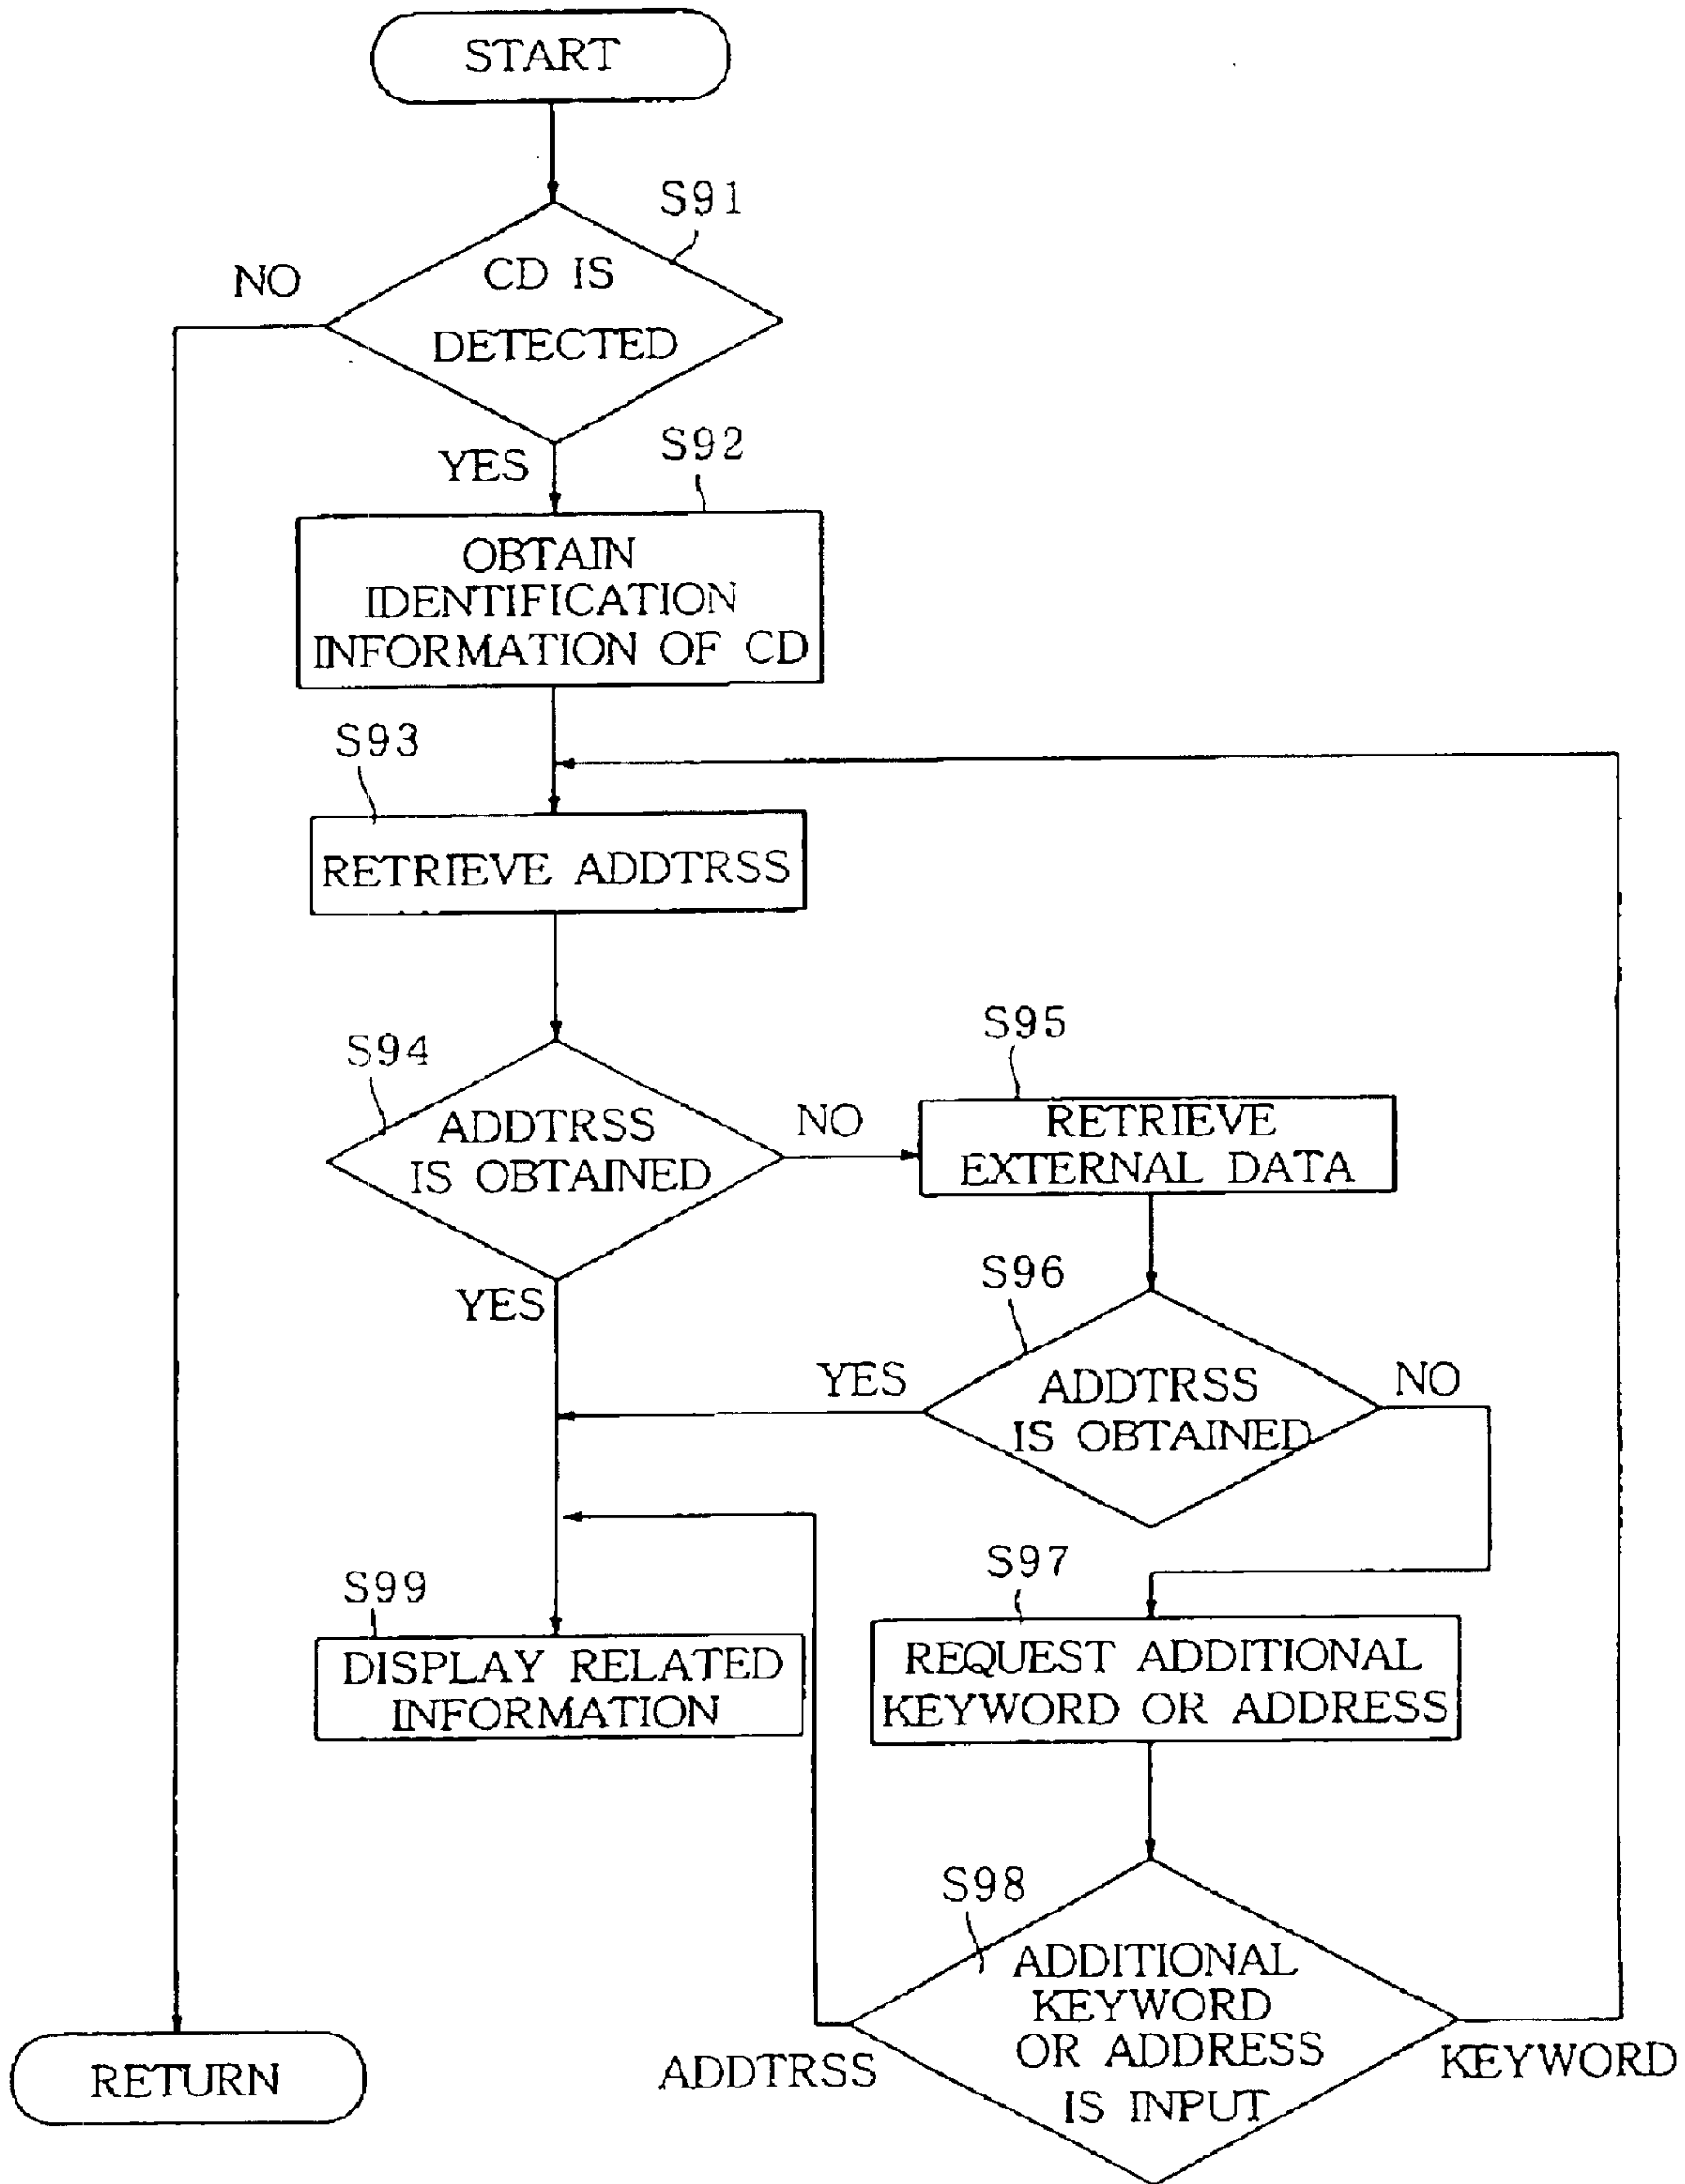 START
S91
NO
CD IS
DETECTED
YES
S92
OBTAIN
IDENTIFICATION
INFORMATION OF CD
S93
RETRIEVE ADDTRSS
S94
ADDTRSS
IS OBTAINED
NO
S95
RETRIEVE
EXTERNAL DATA
YES
S96
YES
ADDTRSS
IS OBTAINED
NO
S97
S99
DISPLAY RELATED
INFORMATION
REQUEST ADDITIONAL
KEYWORD OR ADDRESS
S98
ADDITIONAL
KEYWORD
OR ADDRESS
IS INPUT
ADDTRSS
KEYWORD
RETURN